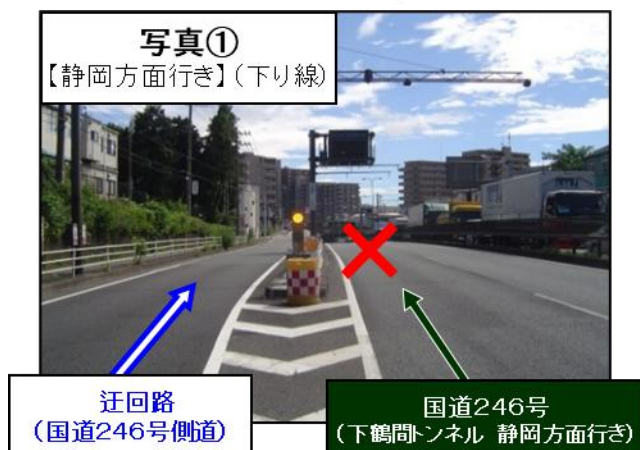 写真①
【静岡方面行き】(下り線)
迂回路
(国道246号側道)
国道246号
(下鶴間トンネル 静岡方面行き)